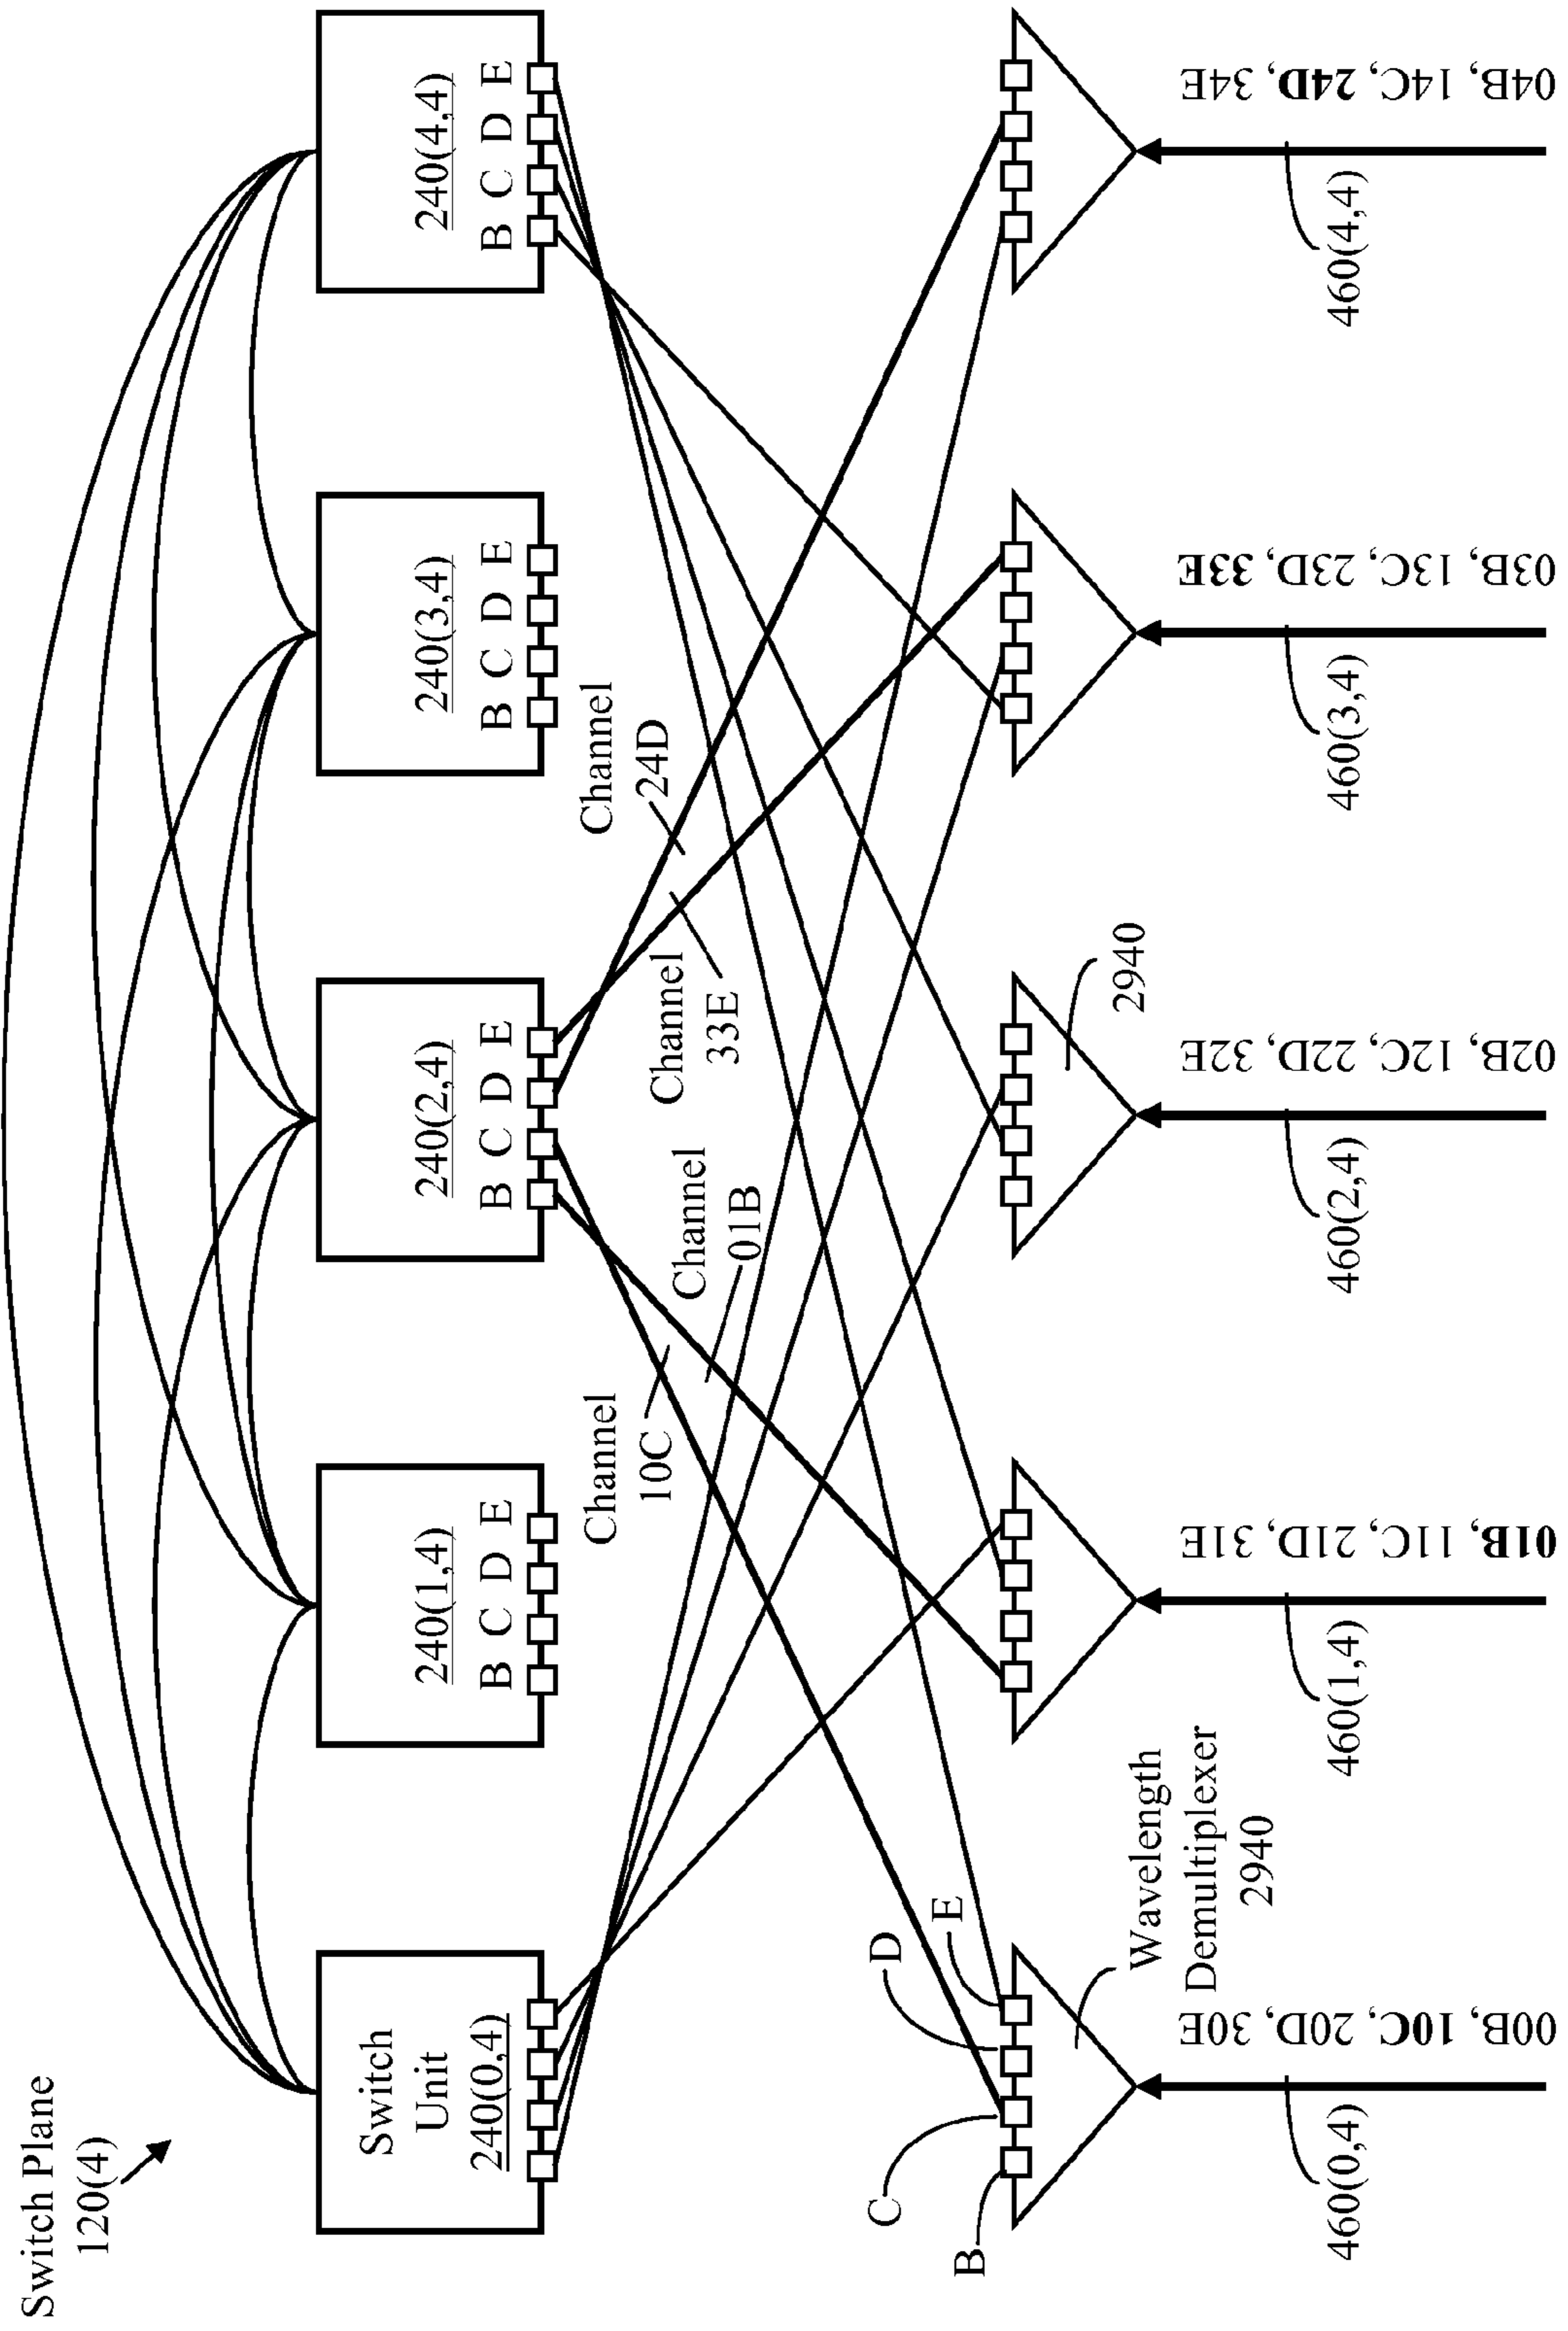 Switch Plane
120(4)
Switch
Unit
240(0,4)
240(1,4)
B C D E
240(2,4)
B C D E
240(3,4)
B C D E
240(4,4)
B C D E
Channel
10C
Channel
01B
Channel
33E
Channel
24D
B
C
D
E
Wavelength
Demultiplexer
2940
2940
460(0,4)
00B, 10C, 20D, 30E
460(1,4)
01B, 11C, 21D, 31E
460(2,4)
02B, 12C, 22D, 32E
460(3,4)
03B, 13C, 23D, 33E
460(4,4)
04B, 14C, 24D, 34E